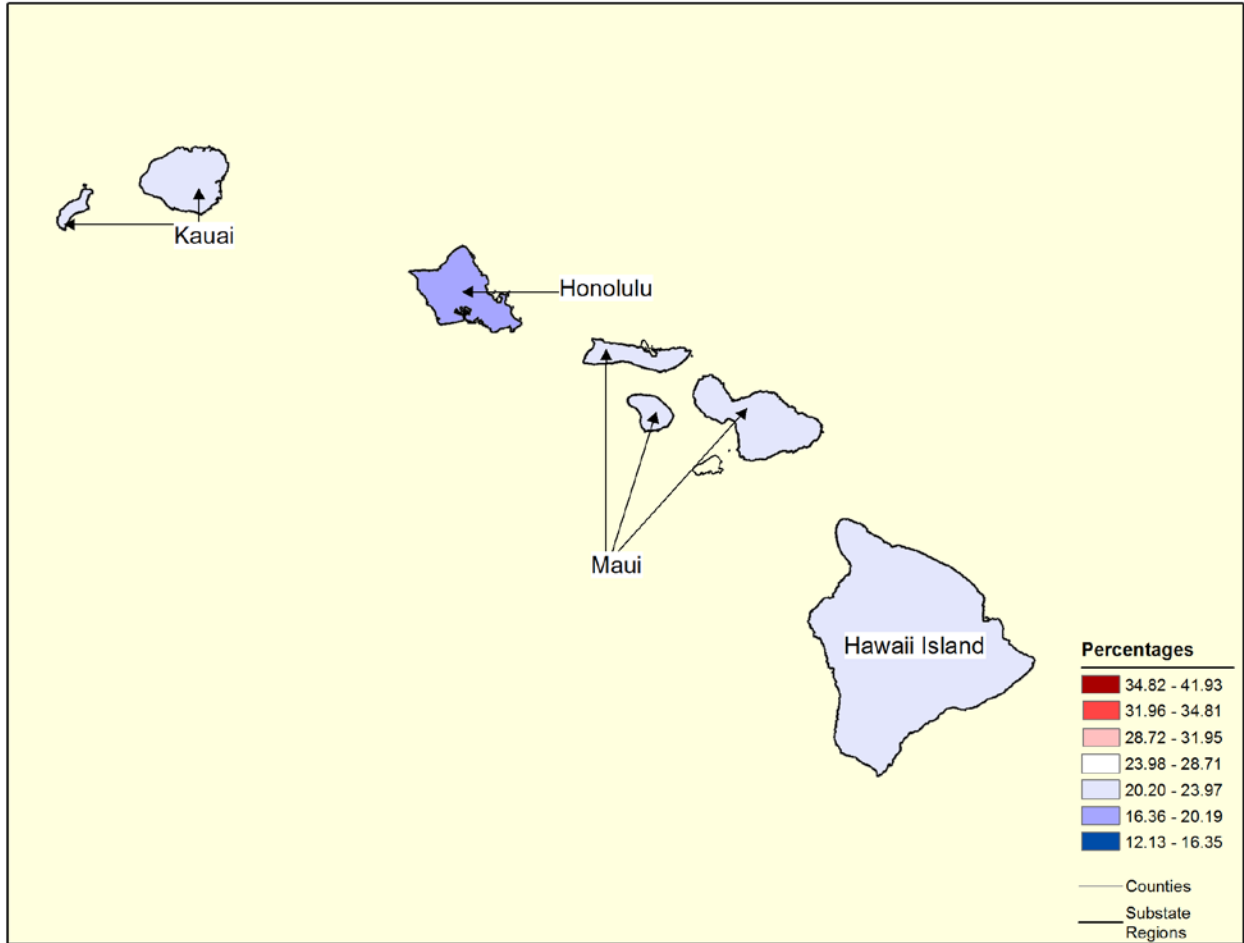 Kauai
Honolulu
Maui
Hawaii Island
Percentages
34.82 - 41.93
31.96 - 34.81
28.72 - 31.95
23.98 - 28.71
20.20 - 23.97
16.36 - 20.19
12.13 - 16.35
Counties
Substate
Regions